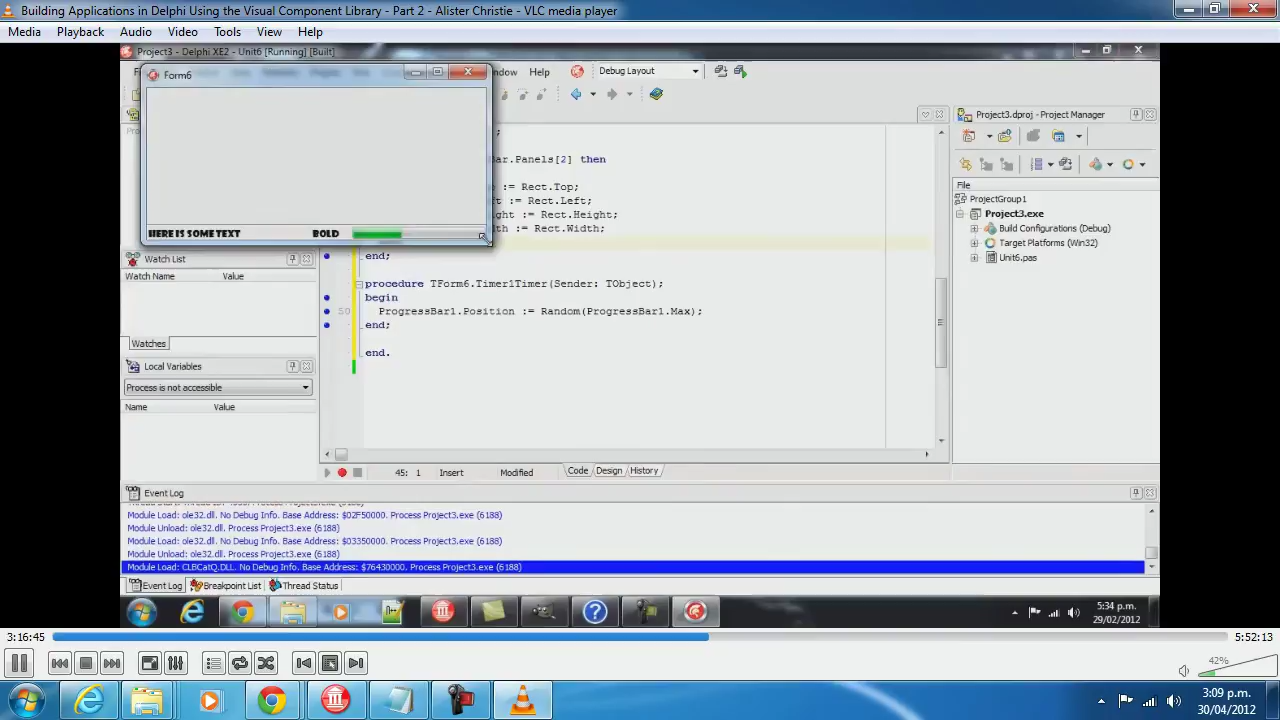 Building Applications in Delphi Using the Visual Component Library - Part 2 - Alister Christie - VLC media player
Media Playback Audio Video Tools View Help
Project3 - Delphi XE2 - Unit6 [Running] [Built]
Form6
Help
Debug Layout
Project3.dproj - Project Manager
File
ProjectGroup1
Project3.exe
Build Configurations (Debug)
Target Platforms (Win32)
Unit6.pas
.Panels[2] then
:= Rect.Top;
:= Rect.Left;
:= Rect.Height;
:= Rect.Width;
HERE IS SOME TEXT BOLD
end;
procedure TForm6.Timer1Timer(Sender: TObject);
begin
50 ProgressBar1.Position := Random(ProgressBar1.Max);
end;
end.
Watch List
Watch Name Value
Watches
Local Variables
Process is not accessible
Name Value
45: 1 Insert Modified Code Design History
Event Log
Module Load: ole32.dll. No Debug Info. Base Address: $02F50000. Process Project3.exe (6188)
Module Unload: ole32.dll. Process Project3.exe (6188)
Module Load: ole32.dll. No Debug Info. Base Address: $03350000. Process Project3.exe (6188)
Module Unload: ole32.dll. Process Project3.exe (6188)
Module Load: CLBCatQ.DLL. No Debug Info. Base Address: $76430000. Process Project3.exe (6188)
Event Log Breakpoint List Thread Status
5:34 p.m.
29/02/2012
3:16:45 5:52:13
42%
3:09 p.m.
30/04/2012